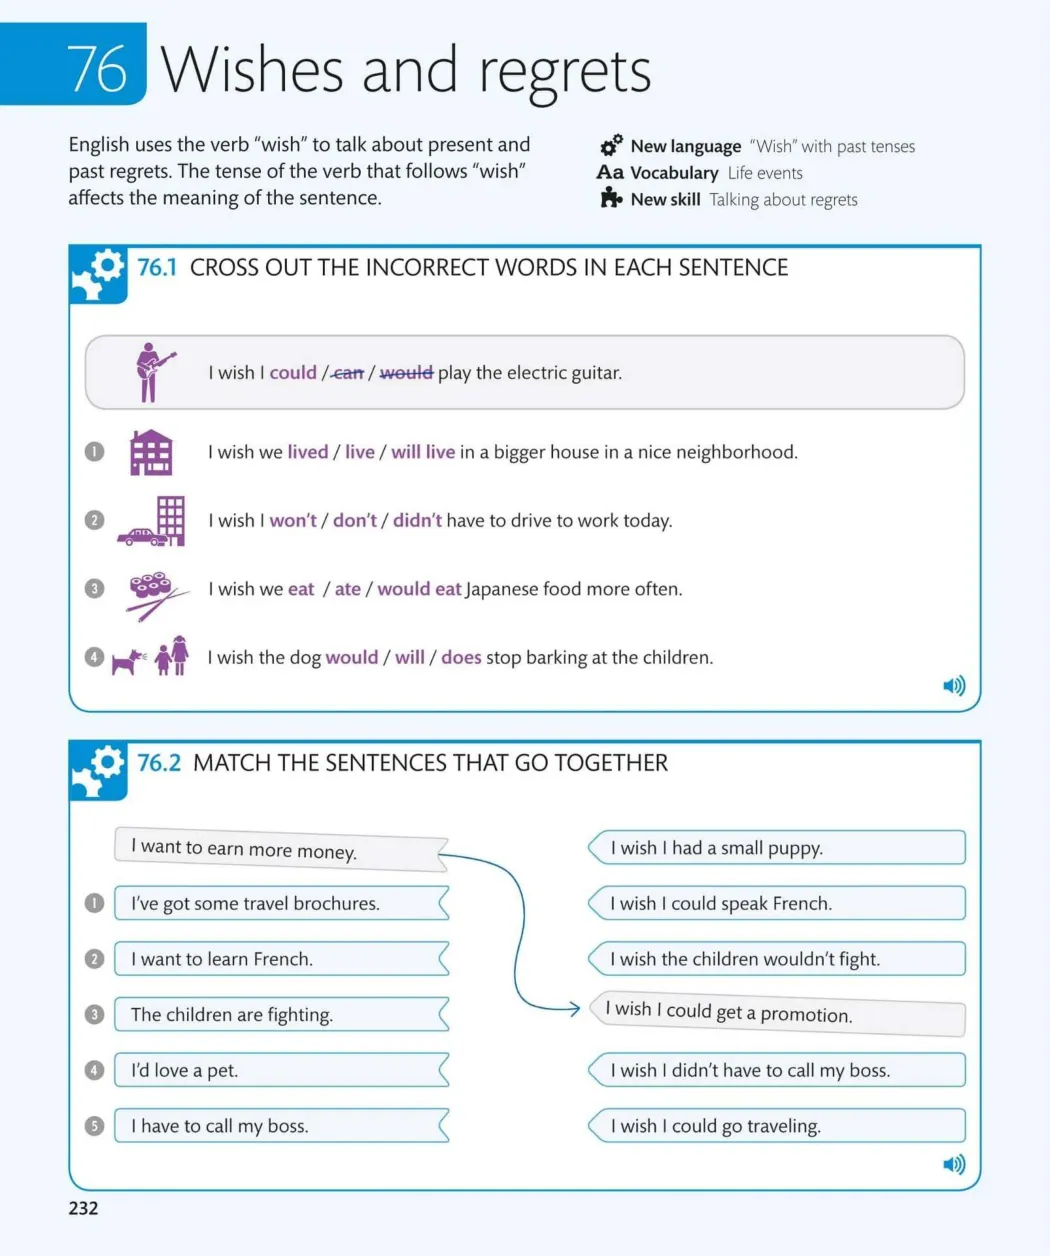 76 Wishes and regrets
English uses the verb “wish” to talk about present and
past regrets. The tense of the verb that follows “wish”
affects the meaning of the sentence.
New language “Wish” with past tenses
Aa Vocabulary Life events
New skill Talking about regrets
76.1 CROSS OUT THE INCORRECT WORDS IN EACH SENTENCE
I wish I could / can / would play the electric guitar.
1 I wish we lived / live / will live in a bigger house in a nice neighborhood.
2 I wish I won’t / don’t / didn’t have to drive to work today.
3 I wish we eat / ate / would eat Japanese food more often.
4 I wish the dog would / will / does stop barking at the children.
76.2 MATCH THE SENTENCES THAT GO TOGETHER
I want to earn more money.
1 I’ve got some travel brochures.
2 I want to learn French.
3 The children are fighting.
4 I’d love a pet.
5 I have to call my boss.
I wish I had a small puppy.
I wish I could speak French.
I wish the children wouldn’t fight.
I wish I could get a promotion.
I wish I didn’t have to call my boss.
I wish I could go traveling.
232